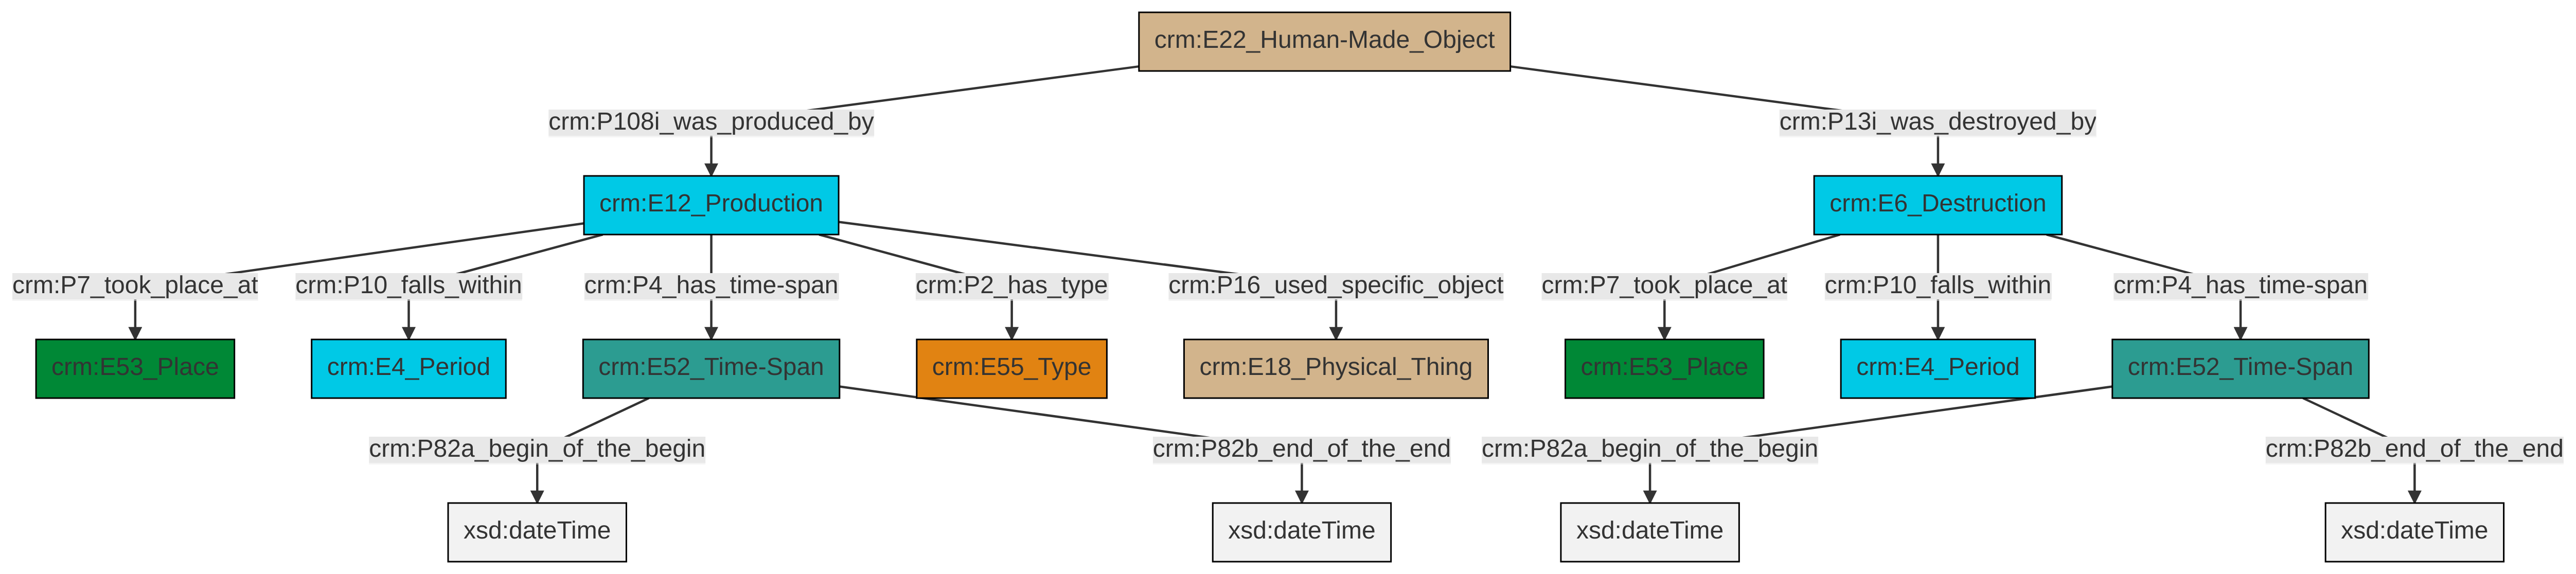 crm:E22_Human-Made_Object
crm:P108i_was_produced_by
crm:P13i_was_destroyed_by
crm:E12_Production
crm:E6_Destruction
crm:P7_took_place_at
crm:P10_falls_within
crm:P4_has_time-span
crm:P2_has_type
crm:P16_used_specific_object
crm:P7_took_place_at
crm:P10_falls_within
crm:P4_has_time-span
crm:E53_Place
crm:E4_Period
crm:E52_Time-Span
crm:E55_Type
crm:E18_Physical_Thing
crm:E53_Place
crm:E4_Period
crm:E52_Time-Span
crm:P82a_begin_of_the_begin
crm:P82b_end_of_the_end
crm:P82a_begin_of_the_begin
crm:P82b_end_of_the_end
xsd:dateTime
xsd:dateTime
xsd:dateTime
xsd:dateTime